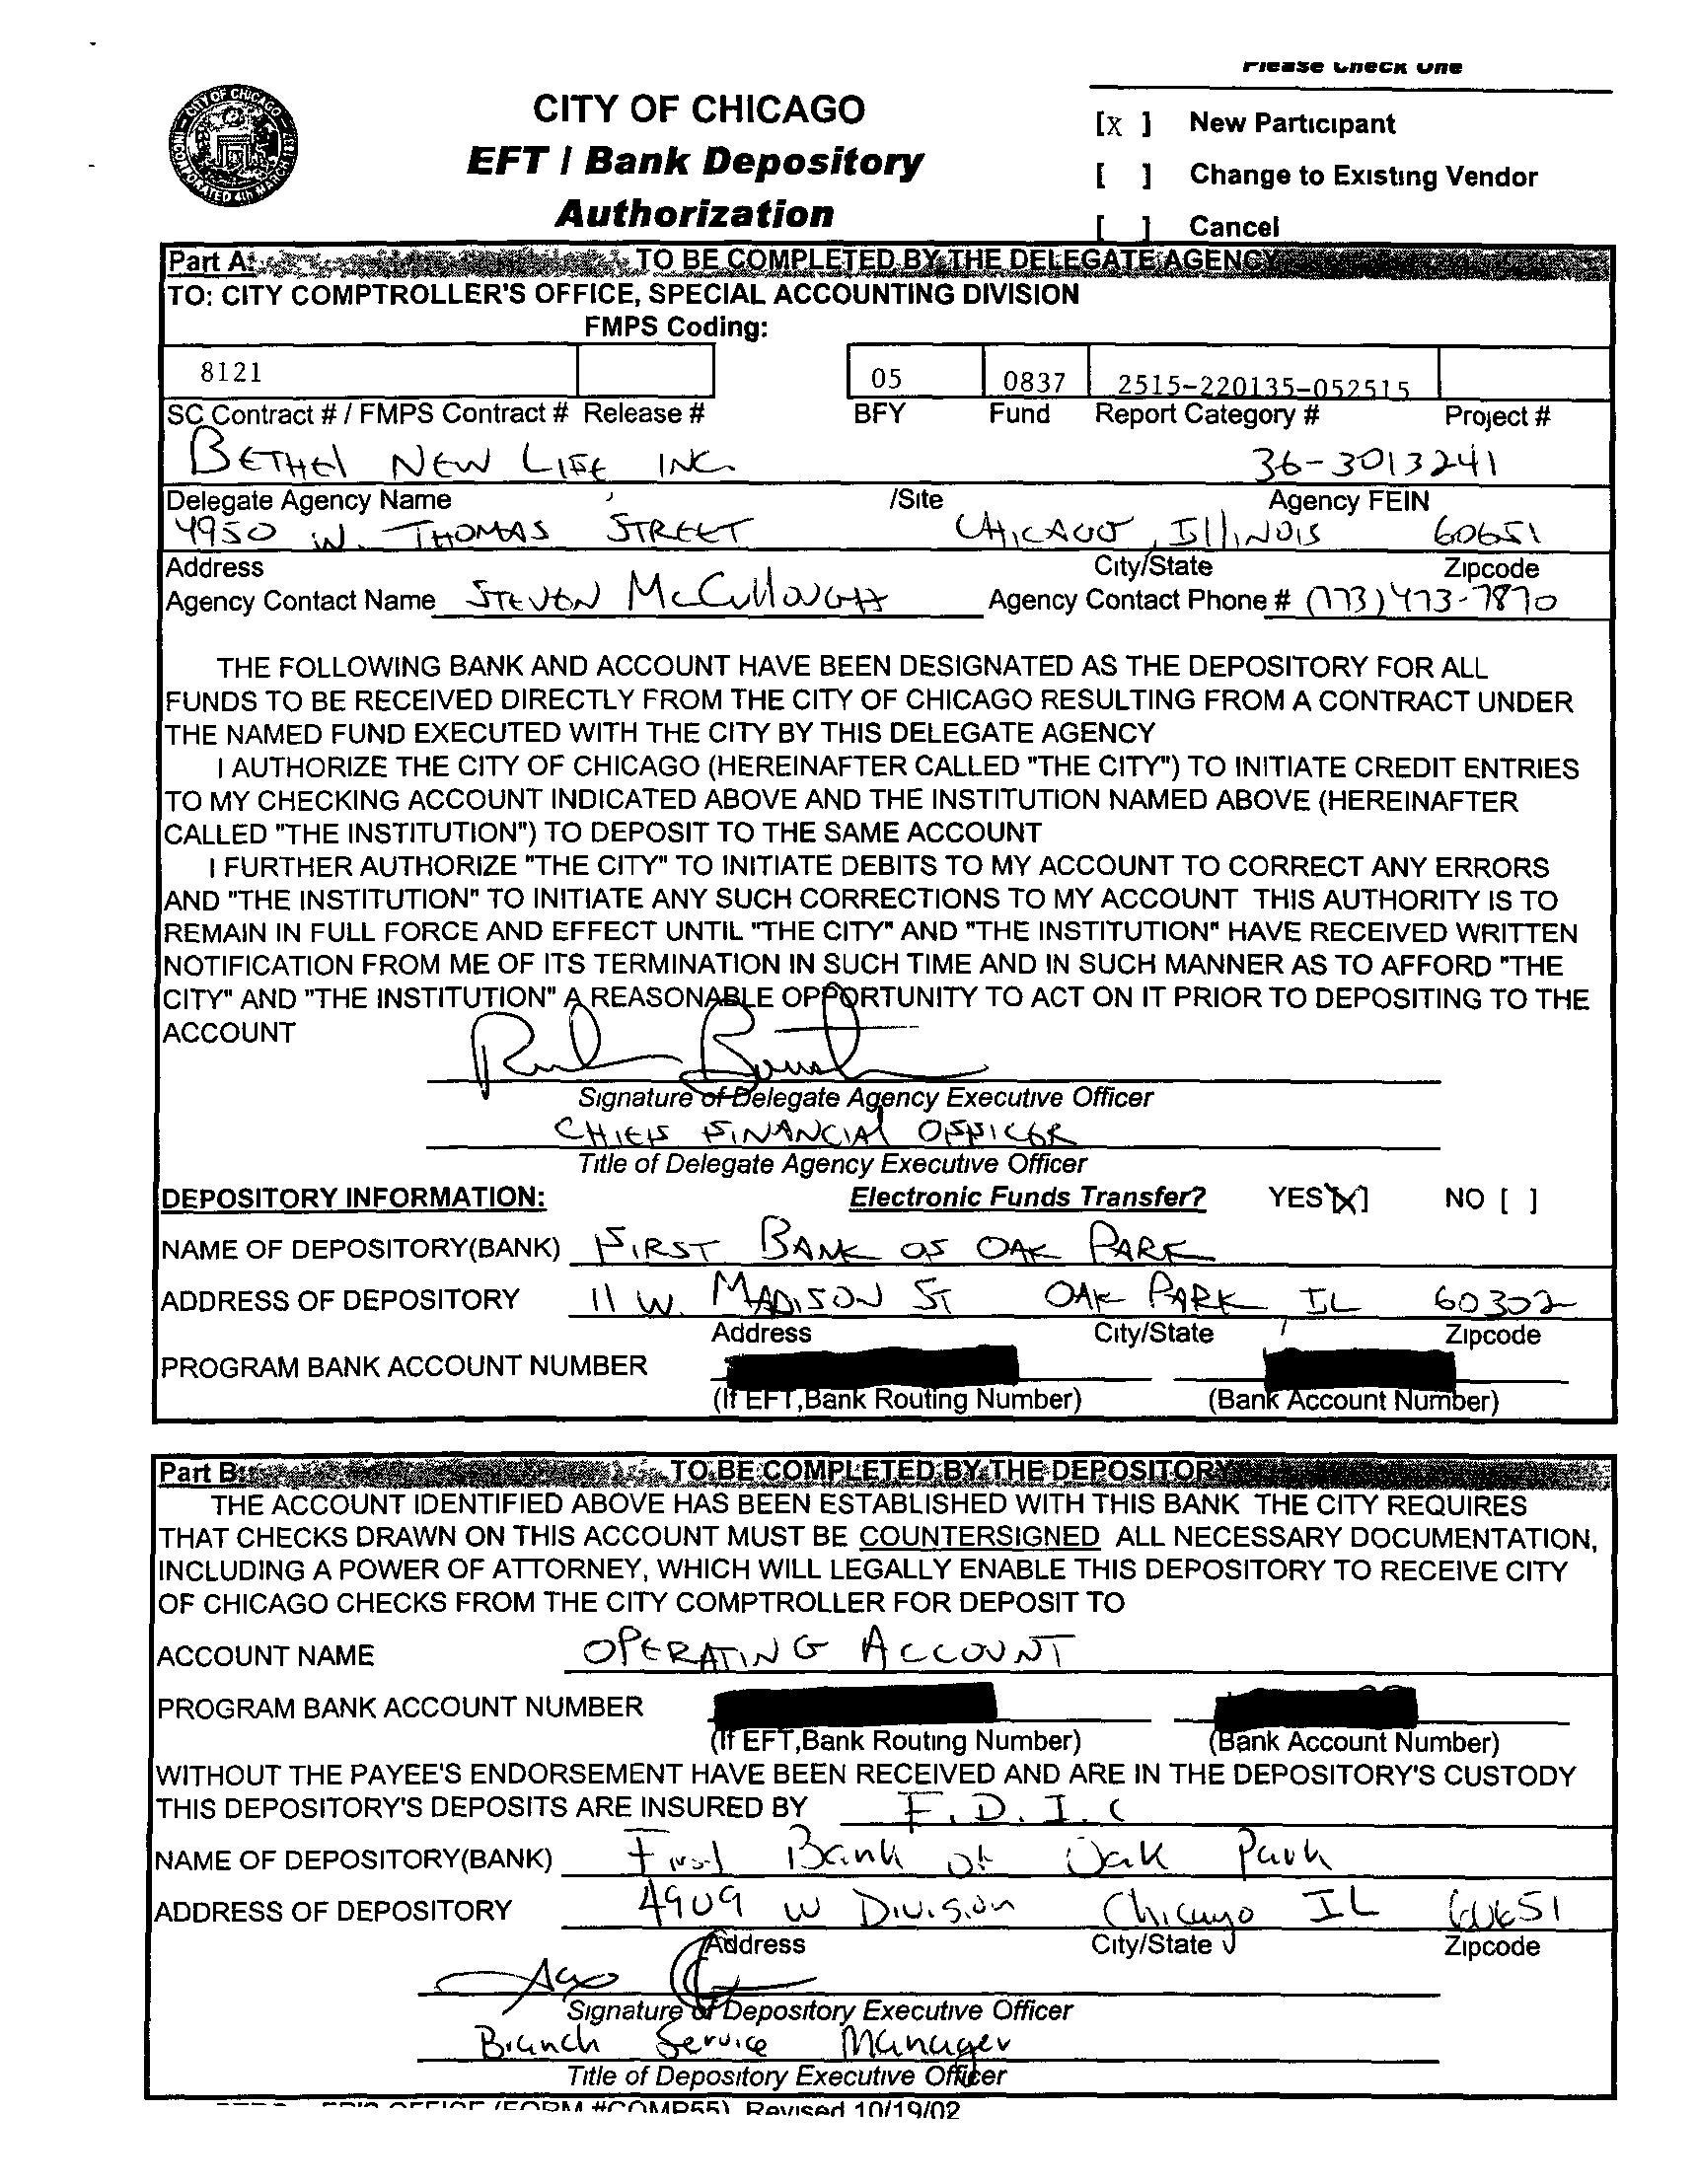 Please Check One
CITY OF CHICAGO
EFT / Bank Depository
Authorization
[X ] New Participant
[ ] Change to Existing Vendor
[ ] Cancel
CITY OF CHICAGO INCORPORATED 4th MARCH 1837
Part A: TO BE COMPLETED BY THE DELEGATE AGENCY
TO: CITY COMPTROLLER'S OFFICE, SPECIAL ACCOUNTING DIVISION
FMPS Coding:
8121 05 0837 2515-220135-052515
SC Contract # / FMPS Contract # Release # BFY Fund Report Category # Project #
BETHEL NEW LIFE INC. 36-3013241
Delegate Agency Name /Site Agency FEIN
4950 W. THOMAS STREET CHICAGO, ILLINOIS 60651
Address City/State Zipcode
Agency Contact Name STEVEN McCULLOUGH Agency Contact Phone # (773) 473-7870
THE FOLLOWING BANK AND ACCOUNT HAVE BEEN DESIGNATED AS THE DEPOSITORY FOR ALL
FUNDS TO BE RECEIVED DIRECTLY FROM THE CITY OF CHICAGO RESULTING FROM A CONTRACT UNDER
THE NAMED FUND EXECUTED WITH THE CITY BY THIS DELEGATE AGENCY
I AUTHORIZE THE CITY OF CHICAGO (HEREINAFTER CALLED "THE CITY") TO INITIATE CREDIT ENTRIES
TO MY CHECKING ACCOUNT INDICATED ABOVE AND THE INSTITUTION NAMED ABOVE (HEREINAFTER
CALLED "THE INSTITUTION") TO DEPOSIT TO THE SAME ACCOUNT
I FURTHER AUTHORIZE "THE CITY" TO INITIATE DEBITS TO MY ACCOUNT TO CORRECT ANY ERRORS
AND "THE INSTITUTION" TO INITIATE ANY SUCH CORRECTIONS TO MY ACCOUNT THIS AUTHORITY IS TO
REMAIN IN FULL FORCE AND EFFECT UNTIL "THE CITY" AND "THE INSTITUTION" HAVE RECEIVED WRITTEN
NOTIFICATION FROM ME OF ITS TERMINATION IN SUCH TIME AND IN SUCH MANNER AS TO AFFORD "THE
CITY" AND "THE INSTITUTION" A REASONABLE OPPORTUNITY TO ACT ON IT PRIOR TO DEPOSITING TO THE
ACCOUNT
Signature of Delegate Agency Executive Officer
CHIEF FINANCIAL OFFICER
Title of Delegate Agency Executive Officer
DEPOSITORY INFORMATION: Electronic Funds Transfer? YES [X] NO [ ]
NAME OF DEPOSITORY(BANK) FIRST BANK OF OAK PARK
ADDRESS OF DEPOSITORY 11 W. MADISON ST OAK PARK, IL 60302
Address City/State Zipcode
PROGRAM BANK ACCOUNT NUMBER
(If EFT,Bank Routing Number) (Bank Account Number)
Part B: TO BE COMPLETED BY THE DEPOSITORY
THE ACCOUNT IDENTIFIED ABOVE HAS BEEN ESTABLISHED WITH THIS BANK THE CITY REQUIRES
THAT CHECKS DRAWN ON THIS ACCOUNT MUST BE COUNTERSIGNED ALL NECESSARY DOCUMENTATION,
INCLUDING A POWER OF ATTORNEY, WHICH WILL LEGALLY ENABLE THIS DEPOSITORY TO RECEIVE CITY
OF CHICAGO CHECKS FROM THE CITY COMPTROLLER FOR DEPOSIT TO
ACCOUNT NAME OPERATING ACCOUNT
PROGRAM BANK ACCOUNT NUMBER
(If EFT,Bank Routing Number) (Bank Account Number)
WITHOUT THE PAYEE'S ENDORSEMENT HAVE BEEN RECEIVED AND ARE IN THE DEPOSITORY'S CUSTODY
THIS DEPOSITORY'S DEPOSITS ARE INSURED BY F.D.I.C
NAME OF DEPOSITORY(BANK) First Bank of Oak Park
ADDRESS OF DEPOSITORY 4909 W Division Chicago IL 60651
Address City/State Zipcode
Signature of Depository Executive Officer
Branch Service Manager
Title of Depository Executive Officer
OFFICE (FORM #COMP55) Revised 10/19/02